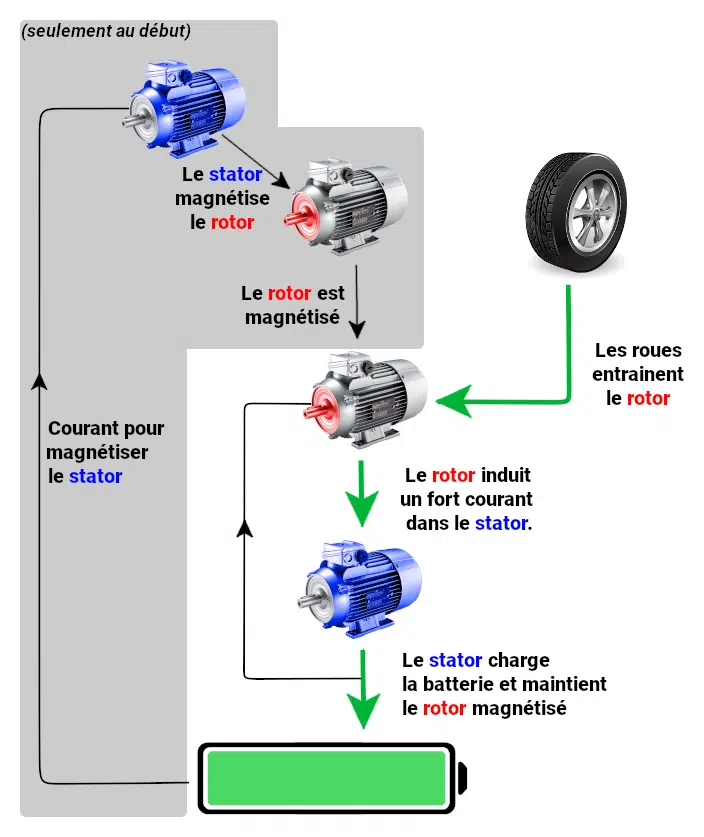 (seulement au début)
Le stator
magnétise
le rotor
Le rotor est
magnétisé
Les roues
entrainent
le rotor
Courant pour
magnétiser
le stator
Le rotor induit
un fort courant
dans le stator.
Le stator charge
la batterie et maintient
le rotor magnétisé